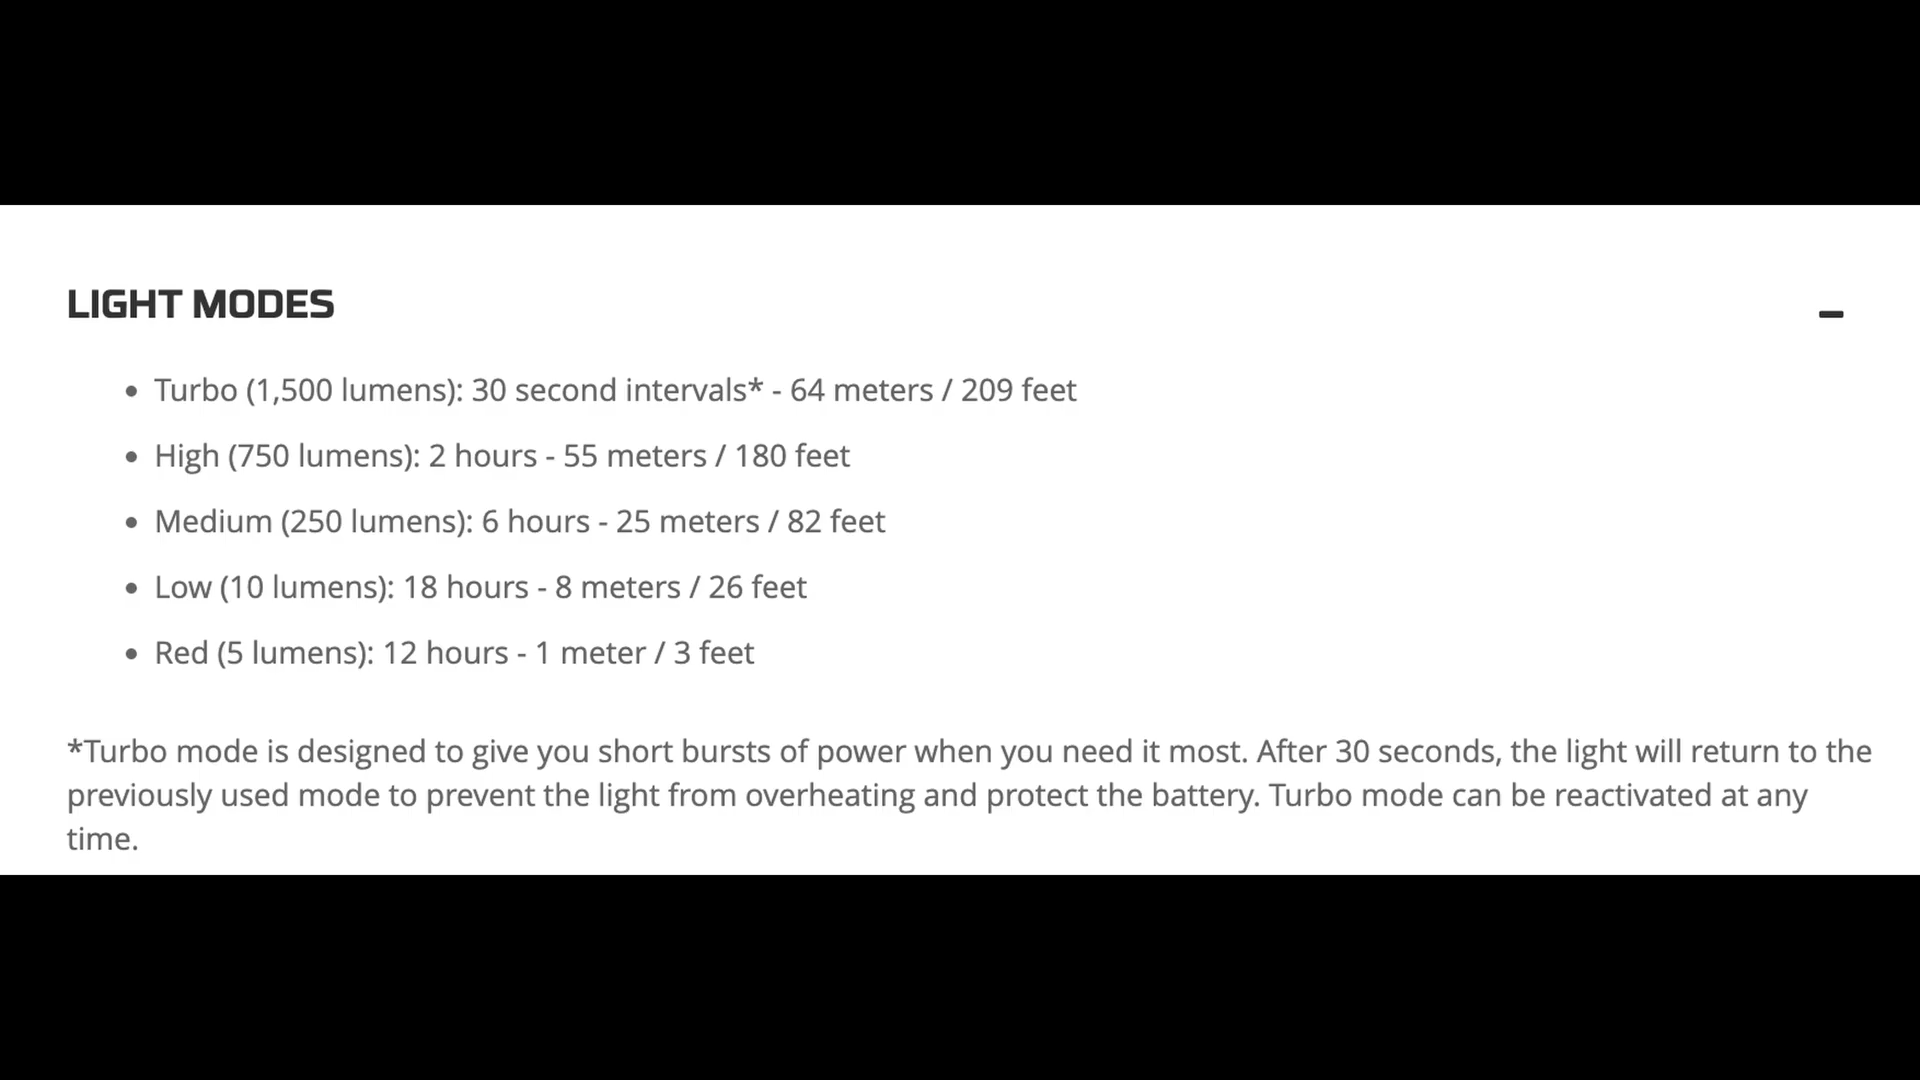 LIGHT MODES
• Turbo (1,500 lumens): 30 second intervals* - 64 meters / 209 feet
• High (750 lumens): 2 hours - 55 meters / 180 feet
• Medium (250 lumens): 6 hours - 25 meters / 82 feet
• Low (10 lumens): 18 hours - 8 meters / 26 feet
• Red (5 lumens): 12 hours - 1 meter / 3 feet
*Turbo mode is designed to give you short bursts of power when you need it most. After 30 seconds, the light will return to the
previously used mode to prevent the light from overheating and protect the battery. Turbo mode can be reactivated at any
time.